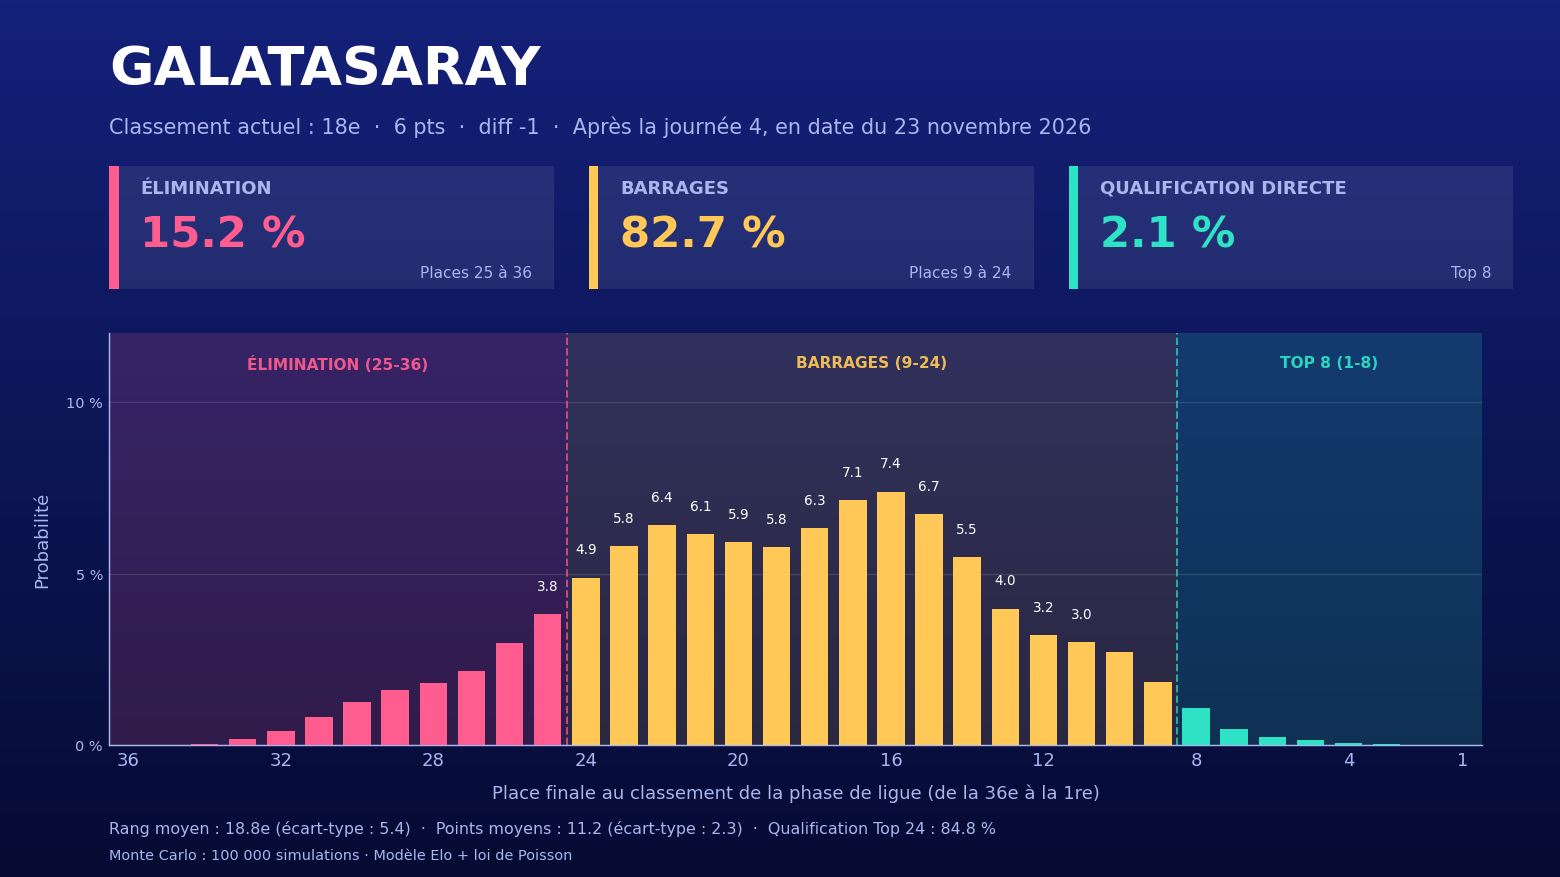 GALATASARAY
Classement actuel : 18e · 6 pts · diff -1 · Après la journée 4, en date du 23 novembre 2026
ÉLIMINATION
15.2 %
Places 25 à 36
BARRAGES
82.7 %
Places 9 à 24
QUALIFICATION DIRECTE
2.1 %
Top 8
ÉLIMINATION (25-36)
BARRAGES (9-24)
TOP 8 (1-8)
Probabilité
10 %
5 %
0 %
3.8
4.9
5.8
6.4
6.1
5.9
5.8
6.3
7.1
7.4
6.7
5.5
4.0
3.2
3.0
36 32 28 24 20 16 12 8 4 1
Place finale au classement de la phase de ligue (de la 36e à la 1re)
Rang moyen : 18.8e (écart-type : 5.4) · Points moyens : 11.2 (écart-type : 2.3) · Qualification Top 24 : 84.8 %
Monte Carlo : 100 000 simulations · Modèle Elo + loi de Poisson